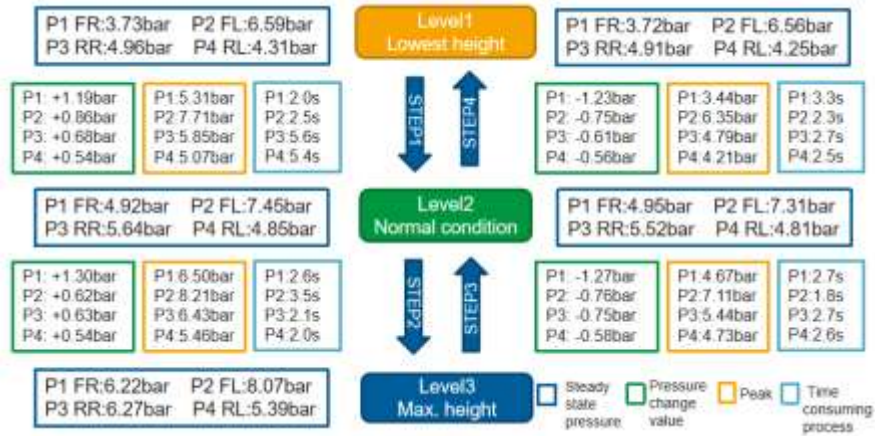 P1 FR:3.73bar P2 FL:6.59bar
P3 RR:4.96bar P4 RL:4.31bar
Level1
Lowest height
P1 FR:3.72bar P2 FL:6.56bar
P3 RR:4.91bar P4 RL:4.25bar
P1: +1.19bar
P2: +0.86bar
P3: +0.68bar
P4: +0.54bar
P1:5.31bar
P2:7.71bar
P3:5.85bar
P4:5.07bar
P1:2.0s
P2:2.5s
P3:5.6s
P4:5.4s
STEP1
STEP4
P1: -1.23bar
P2: -0.75bar
P3: -0.61bar
P4: -0.56bar
P1:3.44bar
P2:6.35bar
P3:4.79bar
P4:4.21bar
P1:3.3s
P2:2.3s
P3:2.7s
P4:2.5s
P1 FR:4.92bar P2 FL:7.45bar
P3 RR:5.64bar P4 RL:4.85bar
Level2
Normal condition
P1 FR:4.95bar P2 FL:7.31bar
P3 RR:5.52bar P4 RL:4.81bar
P1: +1.30bar
P2: +0.62bar
P3: +0.63bar
P4: +0.54bar
P1:6.50bar
P2:8.21bar
P3:6.43bar
P4:5.46bar
P1:2.6s
P2:3.5s
P3:2.1s
P4:2.0s
STEP2
STEP3
P1: -1.27bar
P2: -0.76bar
P3: -0.75bar
P4: -0.58bar
P1:4.67bar
P2:7.11bar
P3:5.44bar
P4:4.73bar
P1:2.7s
P2:1.8s
P3:2.7s
P4:2.6s
P1 FR:6.22bar P2 FL:8.07bar
P3 RR:6.27bar P4 RL:5.39bar
Level3
Max. height
Steady
state
pressure
Pressure
change
value
Peak
Time
consuming
process